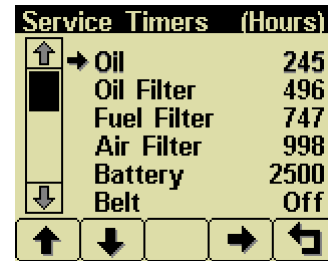 Service Timers (Hours)
Oil 245
Oil Filter 496
Fuel Filter 747
Air Filter 998
Battery 2500
Belt Off